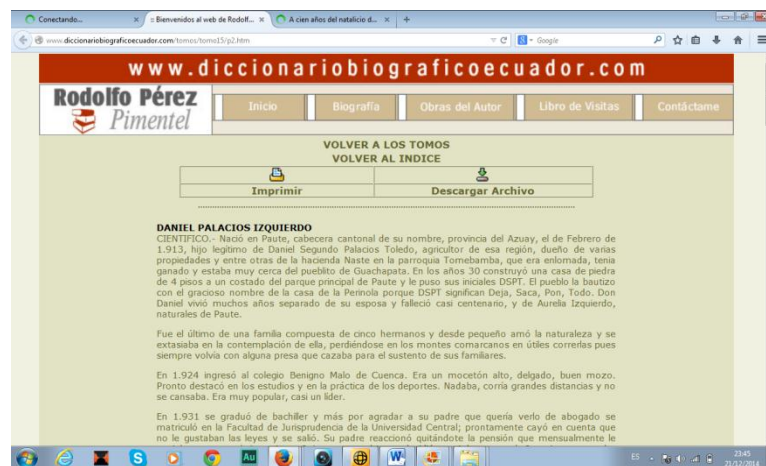 Conectando...
:: Bienvenidos al web de Rodolf...
A cien años del natalicio d...
www.diccionariobiograficoecuador.com/tomos/tomo15/p2.htm
Google
www.diccionariobiograficoecuador.com
Rodolfo Pérez
Pimentel
Inicio
Biografía
Obras del Autor
Libro de Visitas
Contáctame
VOLVER A LOS TOMOS
VOLVER AL INDICE
Imprimir
Descargar Archivo
DANIEL PALACIOS IZQUIERDO
CIENTIFICO.- Nació en Paute, cabecera cantonal de su nombre, provincia del Azuay, el de Febrero de
1.913, hijo legítimo de Daniel Segundo Palacios Toledo, agricultor de esa región, dueño de varias
propiedades y entre otras de la hacienda Naste en la parroquia Tomebamba, que era enlomada, tenia
ganado y estaba muy cerca del pueblito de Guachapata. En los años 30 construyó una casa de piedra
de 4 pisos a un costado del parque principal de Paute y le puso sus iniciales DSPT. El pueblo la bautizo
con el gracioso nombre de la casa de la Perinola porque DSPT significan Deja, Saca, Pon, Todo. Don
Daniel vivió muchos años separado de su esposa y falleció casi centenario, y de Aurelia Izquierdo,
naturales de Paute.
Fue el último de una familia compuesta de cinco hermanos y desde pequeño amó la naturaleza y se
extasiaba en la contemplación de ella, perdiéndose en los montes comarcanos en útiles correrías pues
siempre volvía con alguna presa que cazaba para el sustento de sus familiares.
En 1.924 ingresó al colegio Benigno Malo de Cuenca. Era un mocetón alto, delgado, buen mozo.
Pronto destacó en los estudios y en la práctica de los deportes. Nadaba, corría grandes distancias y no
se cansaba. Era muy popular, casi un líder.
En 1.931 se graduó de bachiller y más por agradar a su padre que quería verlo de abogado se
matriculó en la Facultad de Jurisprudencia de la Universidad Central; prontamente cayó en cuenta que
no le gustaban las leyes y se salió. Su padre reaccionó quitándote la pensión que mensualmente le
ES
23:45
21/12/2014